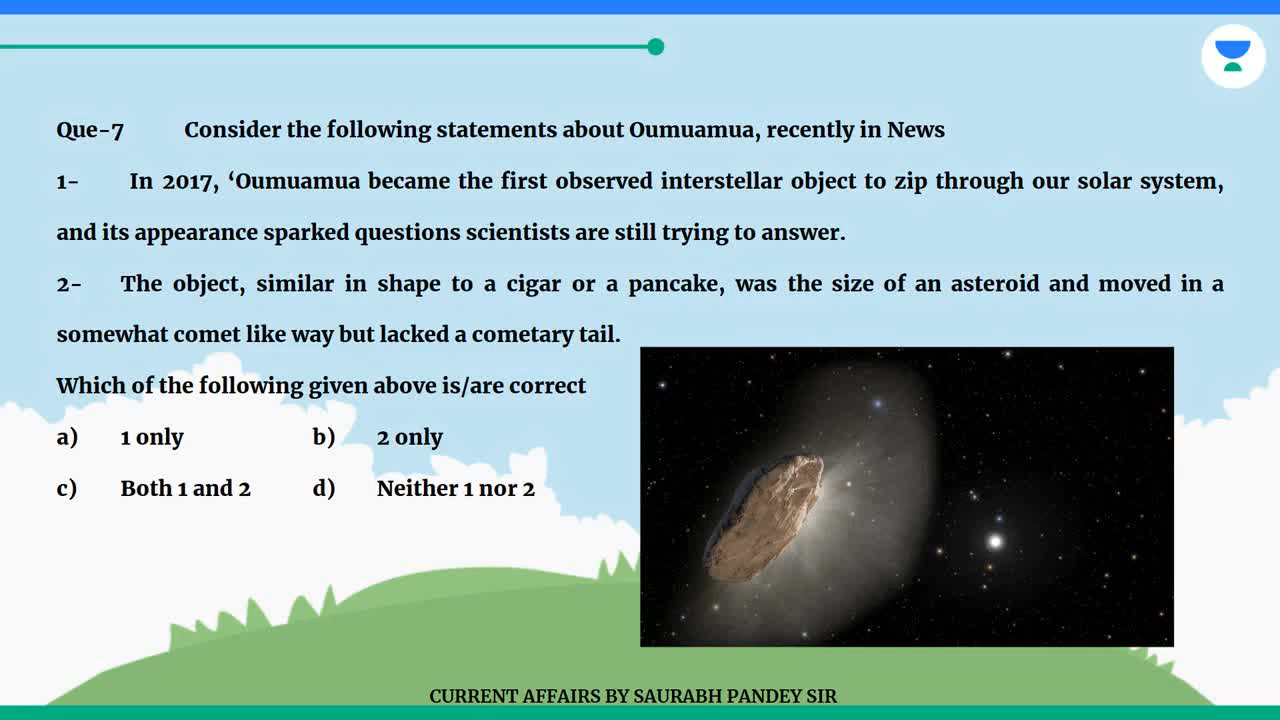 Que-7 Consider the following statements about Oumuamua, recently in News
1- In 2017, ‘Oumuamua became the first observed interstellar object to zip through our solar system,
and its appearance sparked questions scientists are still trying to answer.
2- The object, similar in shape to a cigar or a pancake, was the size of an asteroid and moved in a
somewhat comet like way but lacked a cometary tail.
Which of the following given above is/are correct
a) 1 only b) 2 only
c) Both 1 and 2 d) Neither 1 nor 2
CURRENT AFFAIRS BY SAURABH PANDEY SIR